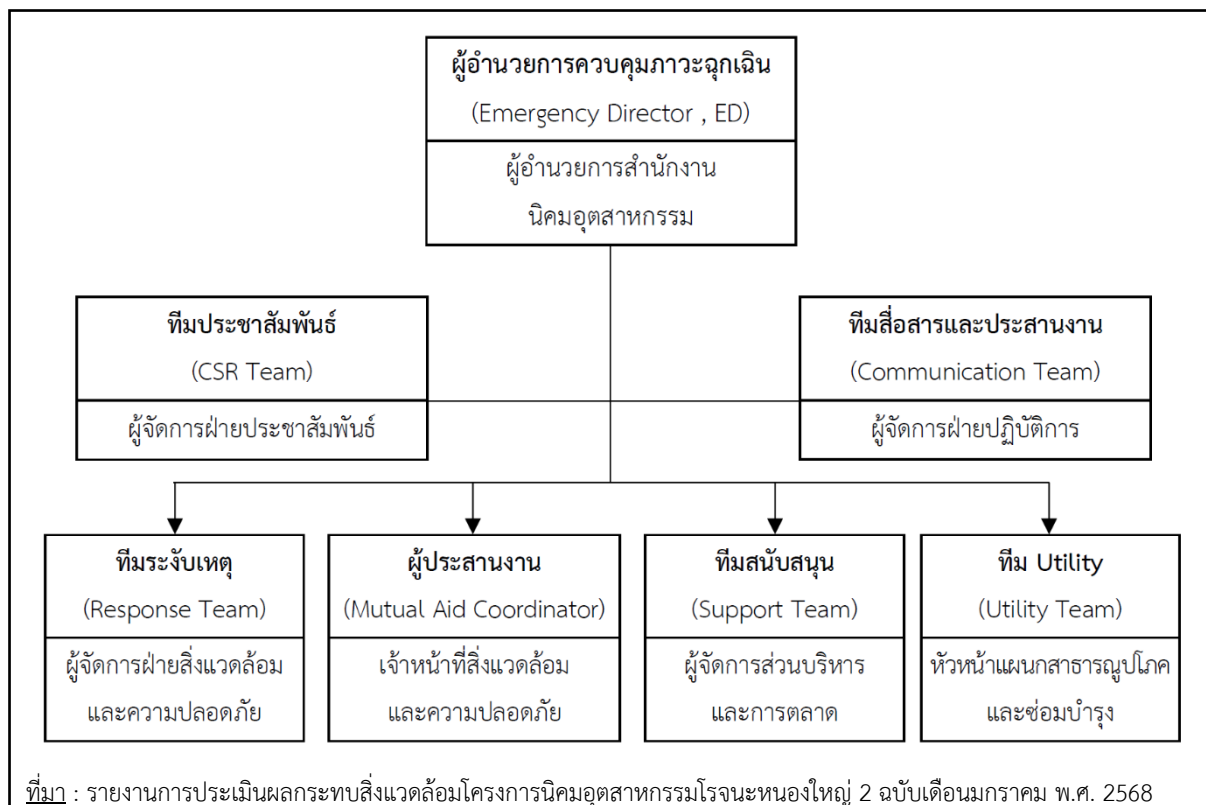 ผู้อำนวยการควบคุมภาวะฉุกเฉิน
(Emergency Director , ED)
ผู้อำนวยการสำนักงาน
นิคมอุตสาหกรรม
ทีมประชาสัมพันธ์
(CSR Team)
ผู้จัดการฝ่ายประชาสัมพันธ์
ทีมสื่อสารและประสานงาน
(Communication Team)
ผู้จัดการฝ่ายปฏิบัติการ
ทีมระงับเหตุ
(Response Team)
ผู้จัดการฝ่ายสิ่งแวดล้อม
และความปลอดภัย
ผู้ประสานงาน
(Mutual Aid Coordinator)
เจ้าหน้าที่สิ่งแวดล้อม
และความปลอดภัย
ทีมสนับสนุน
(Support Team)
ผู้จัดการส่วนบริหาร
และการตลาด
ทีม Utility
(Utility Team)
หัวหน้าแผนกสาธารณูปโภค
และซ่อมบำรุง
ที่มา : รายงานการประเมินผลกระทบสิ่งแวดล้อมโครงการนิคมอุตสาหกรรมโรจนะหนองใหญ่ 2 ฉบับเดือนมกราคม พ.ศ. 2568